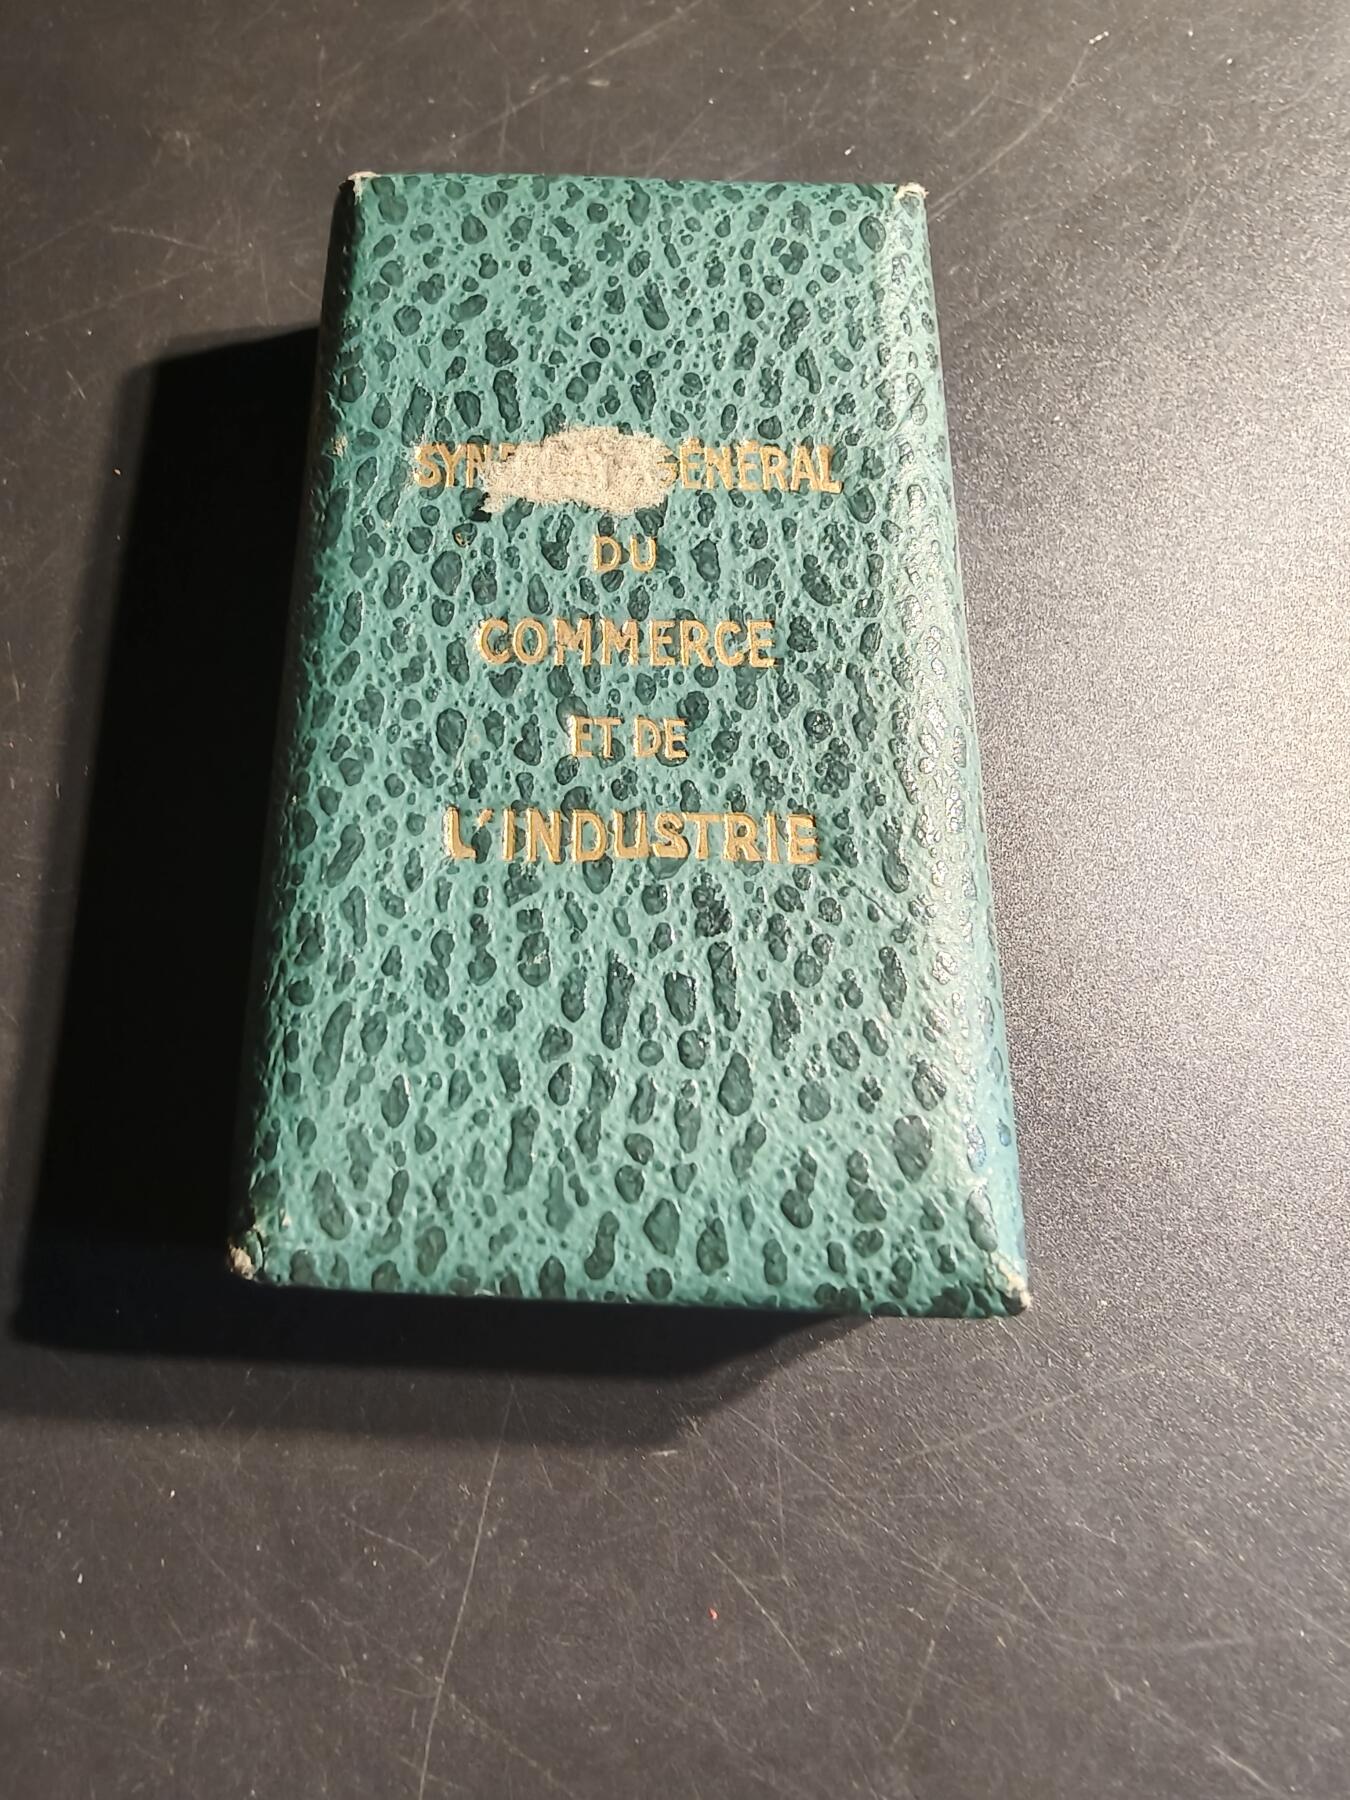 GÉNÉRAL
DU
COMMERCE
ET DE
L'INDUSTRIE